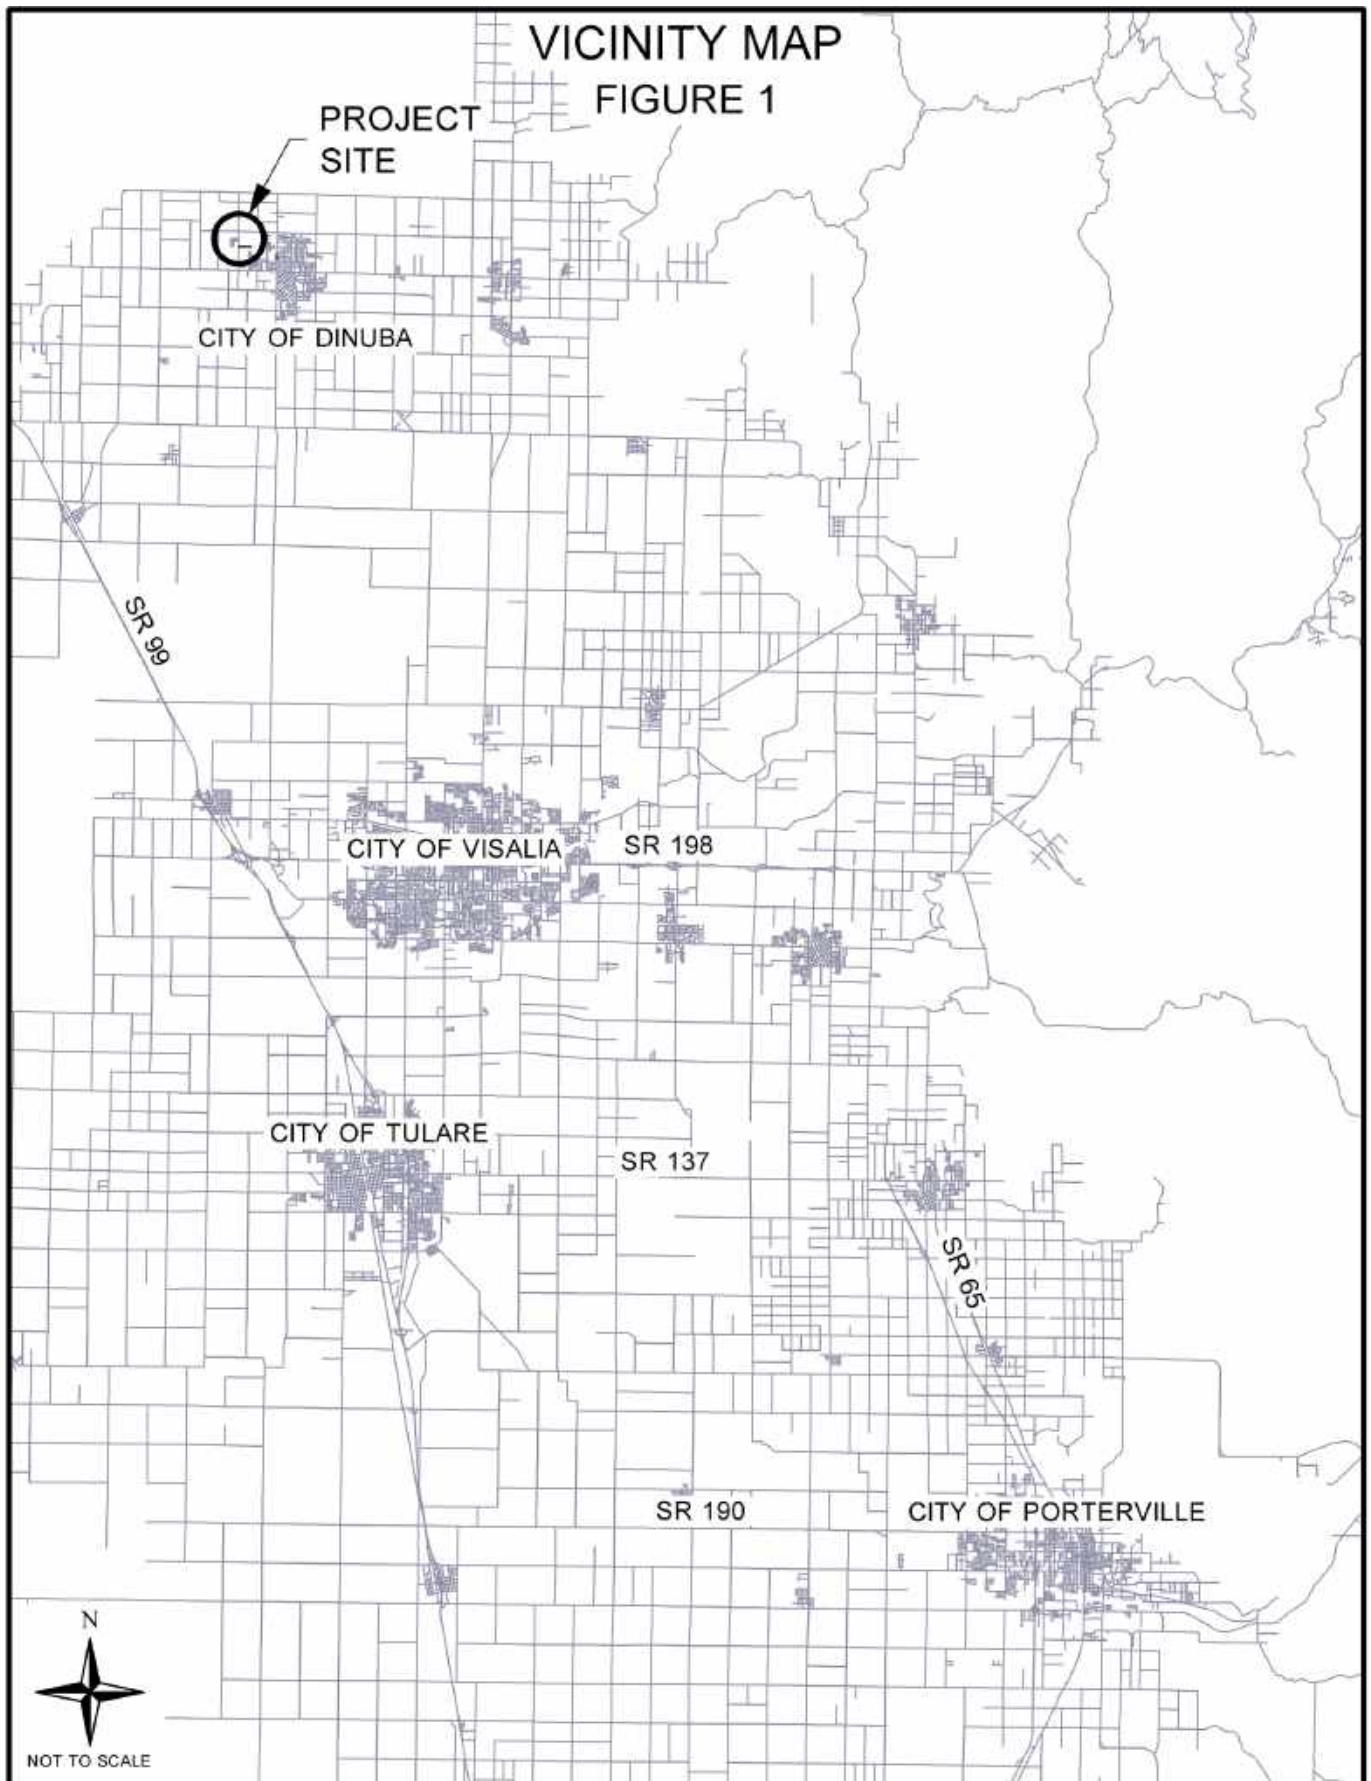 VICINITY MAP
FIGURE 1
PROJECT
SITE
CITY OF DINUBA
SR 99
CITY OF VISALIA
SR 198
CITY OF TULARE
SR 137
SR 65
SR 190
CITY OF PORTERVILLE
N
NOT TO SCALE